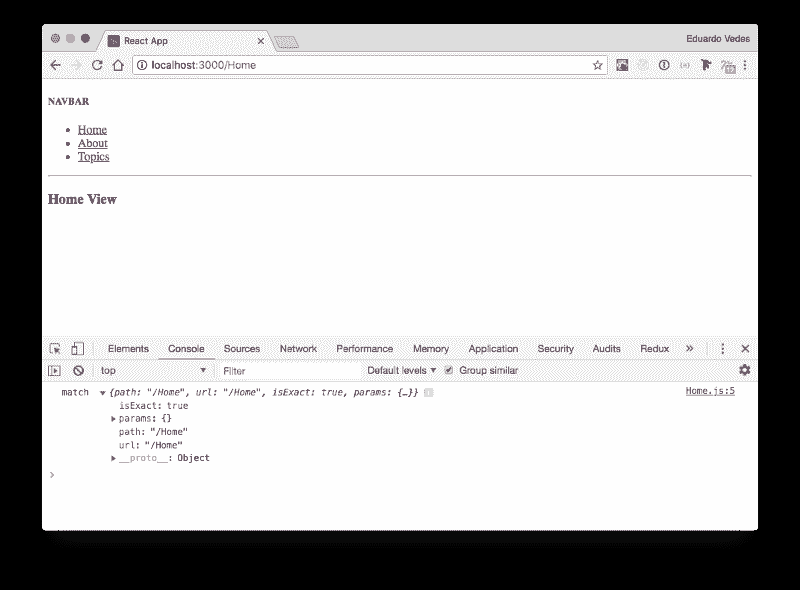 React App
Eduardo Vedes
localhost:3000/Home
NAVBAR
Home
About
Topics
Home View
Elements Console Sources Network Performance Memory Application Security Audits Redux »
top Filter Default levels Group similar
match {path: "/Home", url: "/Home", isExact: true, params: {…}} Home.js:5
isExact: true
params: {}
path: "/Home"
url: "/Home"
__proto__: Object